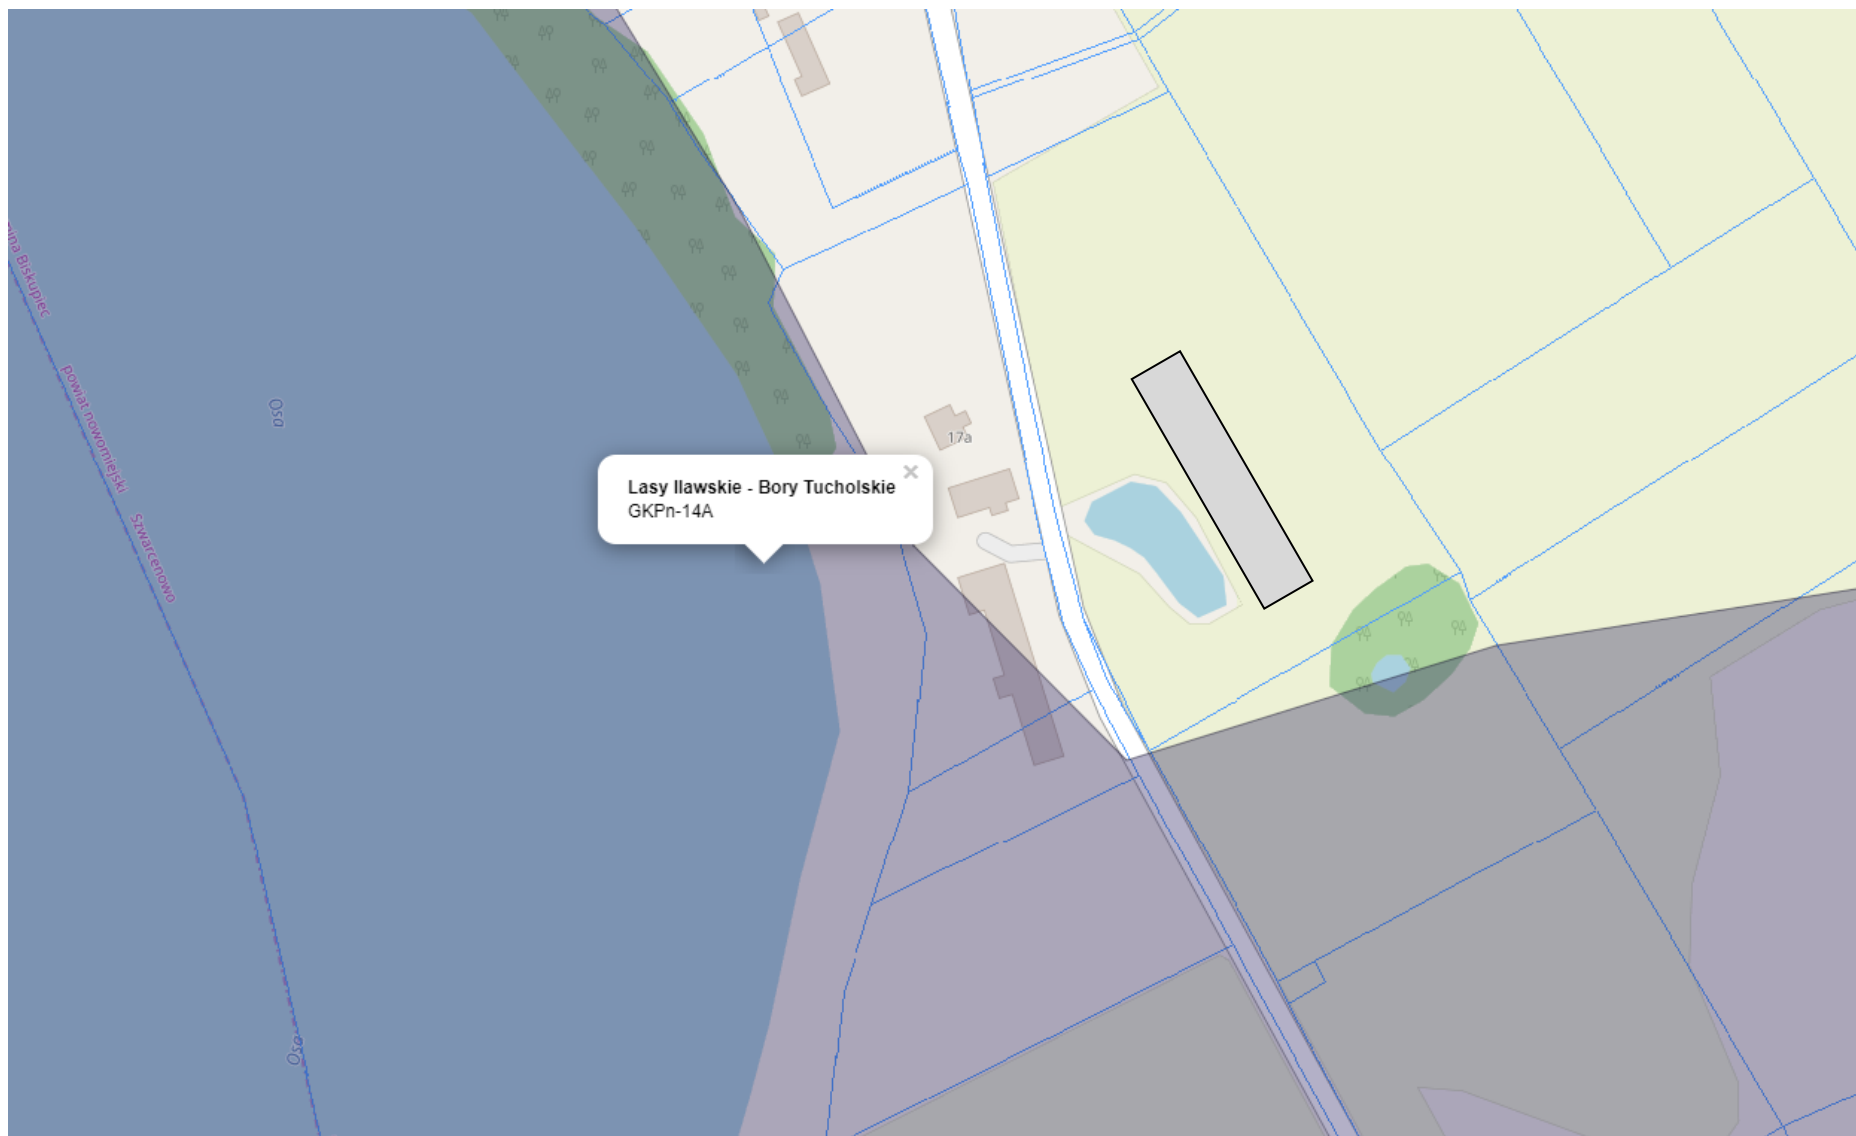 Biskupiec
powiat nowomiejski
Szwarcenowo
Osa
17a
Lasy Ilawskie - Bory Tucholskie
×
GKPn-14A
Osa